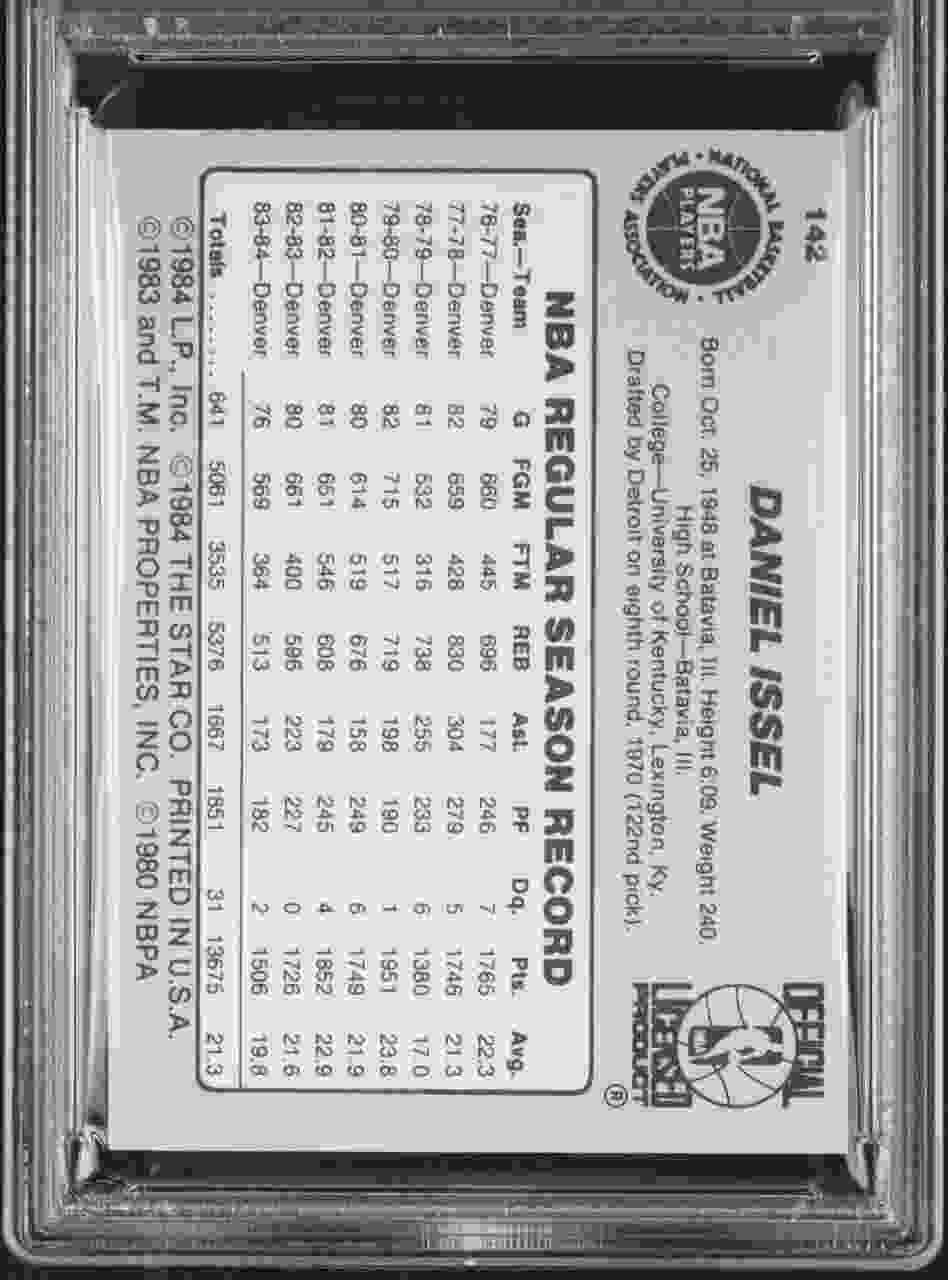 142
NATIONAL BASKETBALL PLAYERS ASSOCIATION
NBA
PLAYERS
DANIEL ISSEL
Born Oct. 25, 1948 at Batavia, Ill. Height 6:09. Weight 240.
High School—Batavia, Ill.
College—University of Kentucky, Lexington, Ky.
Drafted by Detroit on eighth round, 1970 (122nd pick).
OFFICIAL
LICENSED
PRODUCT
®
NBA REGULAR SEASON RECORD
Sea.—Team G FGM FTM REB Ast. PF Dq. Pts. Avg.
76-77—Denver 79 660 445 696 177 246 7 1765 22.3
77-78—Denver 82 659 428 830 304 279 5 1746 21.3
78-79—Denver 81 532 316 738 255 233 6 1380 17.0
79-80—Denver 82 715 517 719 198 190 1 1951 23.8
80-81—Denver 80 614 519 676 158 249 6 1749 21.9
81-82—Denver 81 651 546 608 179 245 4 1852 22.9
82-83—Denver 80 661 400 596 223 227 0 1726 21.6
83-84—Denver 76 569 364 513 173 182 2 1506 19.8
Totals ....... 641 5061 3535 5376 1667 1851 31 13675 21.3
©1984 L.P., Inc. ©1984 THE STAR CO. PRINTED IN U.S.A.
©1983 and T.M. NBA PROPERTIES, INC. ©1980 NBPA